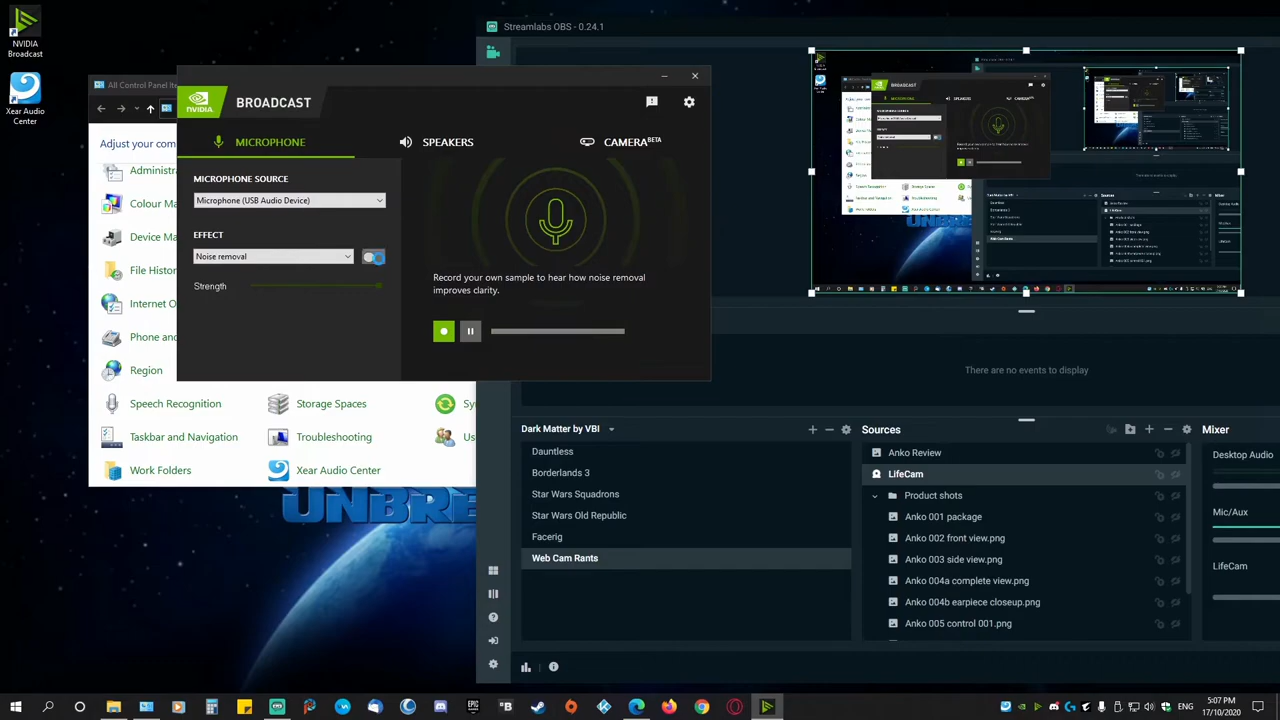 NVIDIA
Broadcast
Xear Audio
Center
All Control Panel Ite
Adjust your com
Administra
Colour Ma
Device Ma
File History
Internet O
Phone and
Region
Speech Recognition
Taskbar and Navigation
Work Folders
Storage Spaces
Troubleshooting
Xear Audio Center
Sy
Us
NVIDIA
BROADCAST
MICROPHONE
SPEAKERS
CAMERA BETA
MICROPHONE SOURCE
Microphone (USB Audio Device)
EFFECT
Noise removal
Strength
Record your own sample to hear how noise removal
improves clarity.
UNBRE
Streamlabs OBS - 0.24.1
There are no events to display
Dark Matter by VBI
Dauntless
Borderlands 3
Star Wars Squadrons
Star Wars Old Republic
Facerig
Web Cam Rants
Sources
Anko Review
LifeCam
Product shots
Anko 001 package
Anko 002 front view.png
Anko 003 side view.png
Anko 004a complete view.png
Anko 004b earpiece closeup.png
Anko 005 control 001.png
Mixer
Desktop Audio
Mic/Aux
LifeCam
EPIC
5:07 PM
17/10/2020